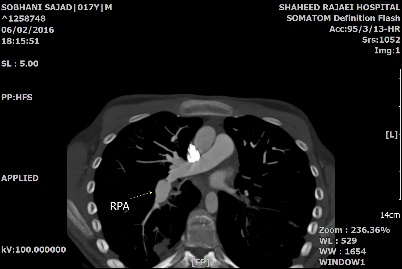 SOBHANI SAJAD|017Y|M
^1258748
06/02/2016
18:15:51
SL : 5.00
PP:HFS
APPLIED
kV:100.000000
SHAHEED RAJAEI HOSPITAL
SOMATOM Definition Flash
Acc:95/3/13-HR
Srs:1052
Img:1
[L]
14cm
RPA
[FP]
Zoom : 236.36%
WL : 529
WW : 1654
WINDOW1